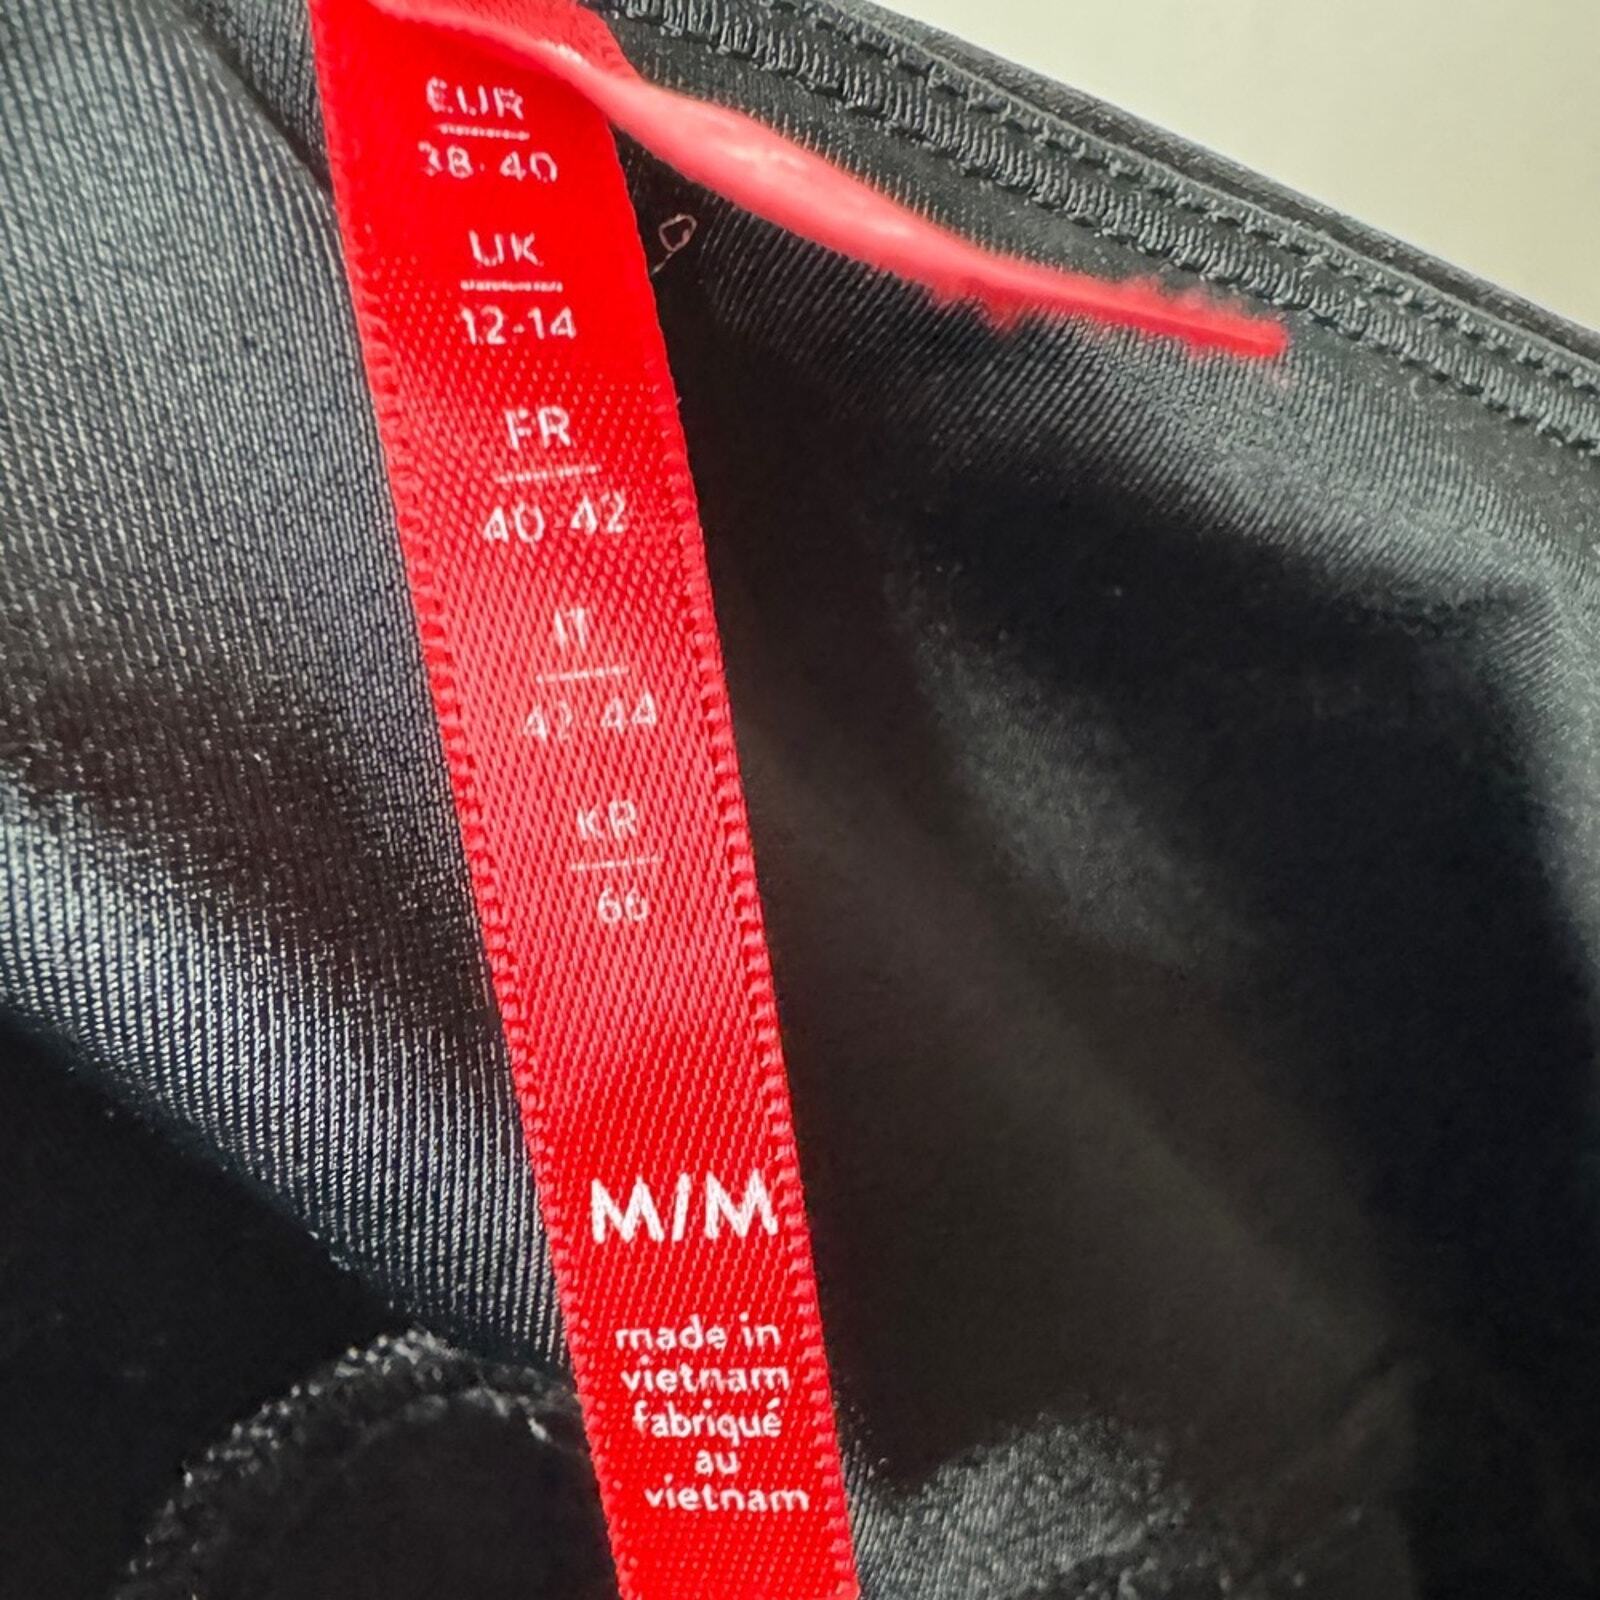 EUR
38-40
UK
12-14
FR
40-42
IT
42-44
KR
66
M/M
made in
vietnam
fabriqué
au
vietnam